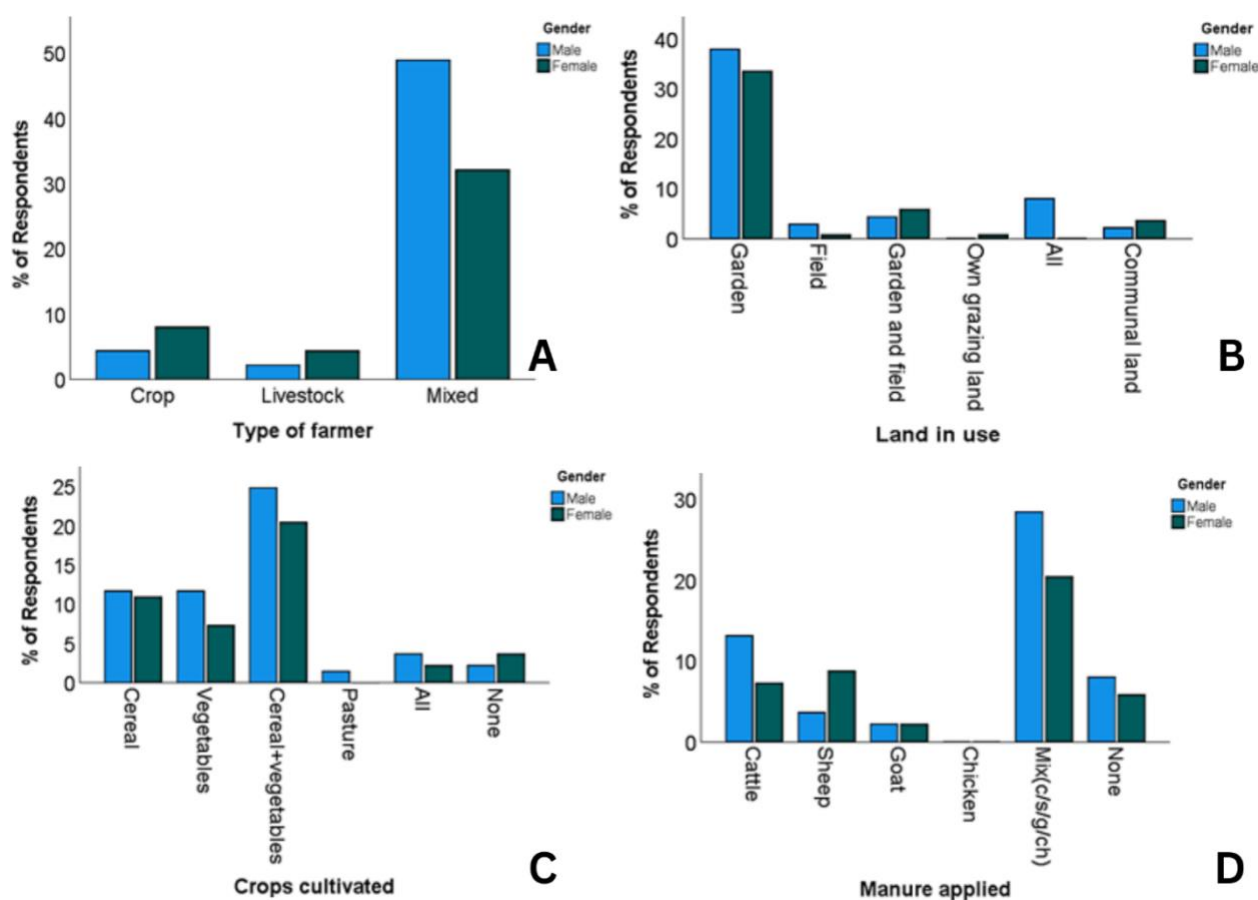 Gender
Male
Female
% of Respondents
50
40
30
20
10
0
Crop
Livestock
Mixed
Type of farmer
A
Gender
Male
Female
% of Respondents
40
30
20
10
0
Garden
Field
Garden and field
Own grazing land
All
Communal land
Land in use
B
Gender
Male
Female
% of Respondents
25
20
15
10
5
0
Cereal
Vegetables
Cereal+vegetables
Pasture
All
None
Crops cultivated
C
Gender
Male
Female
% of Respondents
30
20
10
0
Cattle
Sheep
Goat
Chicken
Mix(c/s/g/ch)
None
Manure applied
D